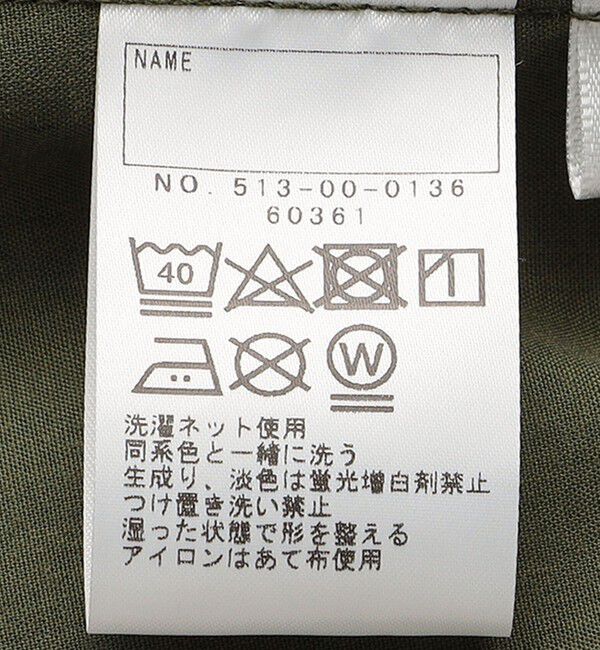 NAME
NO. 513-00-0136
60361
40
W
洗濯ネット使用
同系色と一緒に洗う
生成り、淡色は蛍光増白剤禁止
つけ置き洗い禁止
湿った状態で形を整える
アイロンはあて布使用